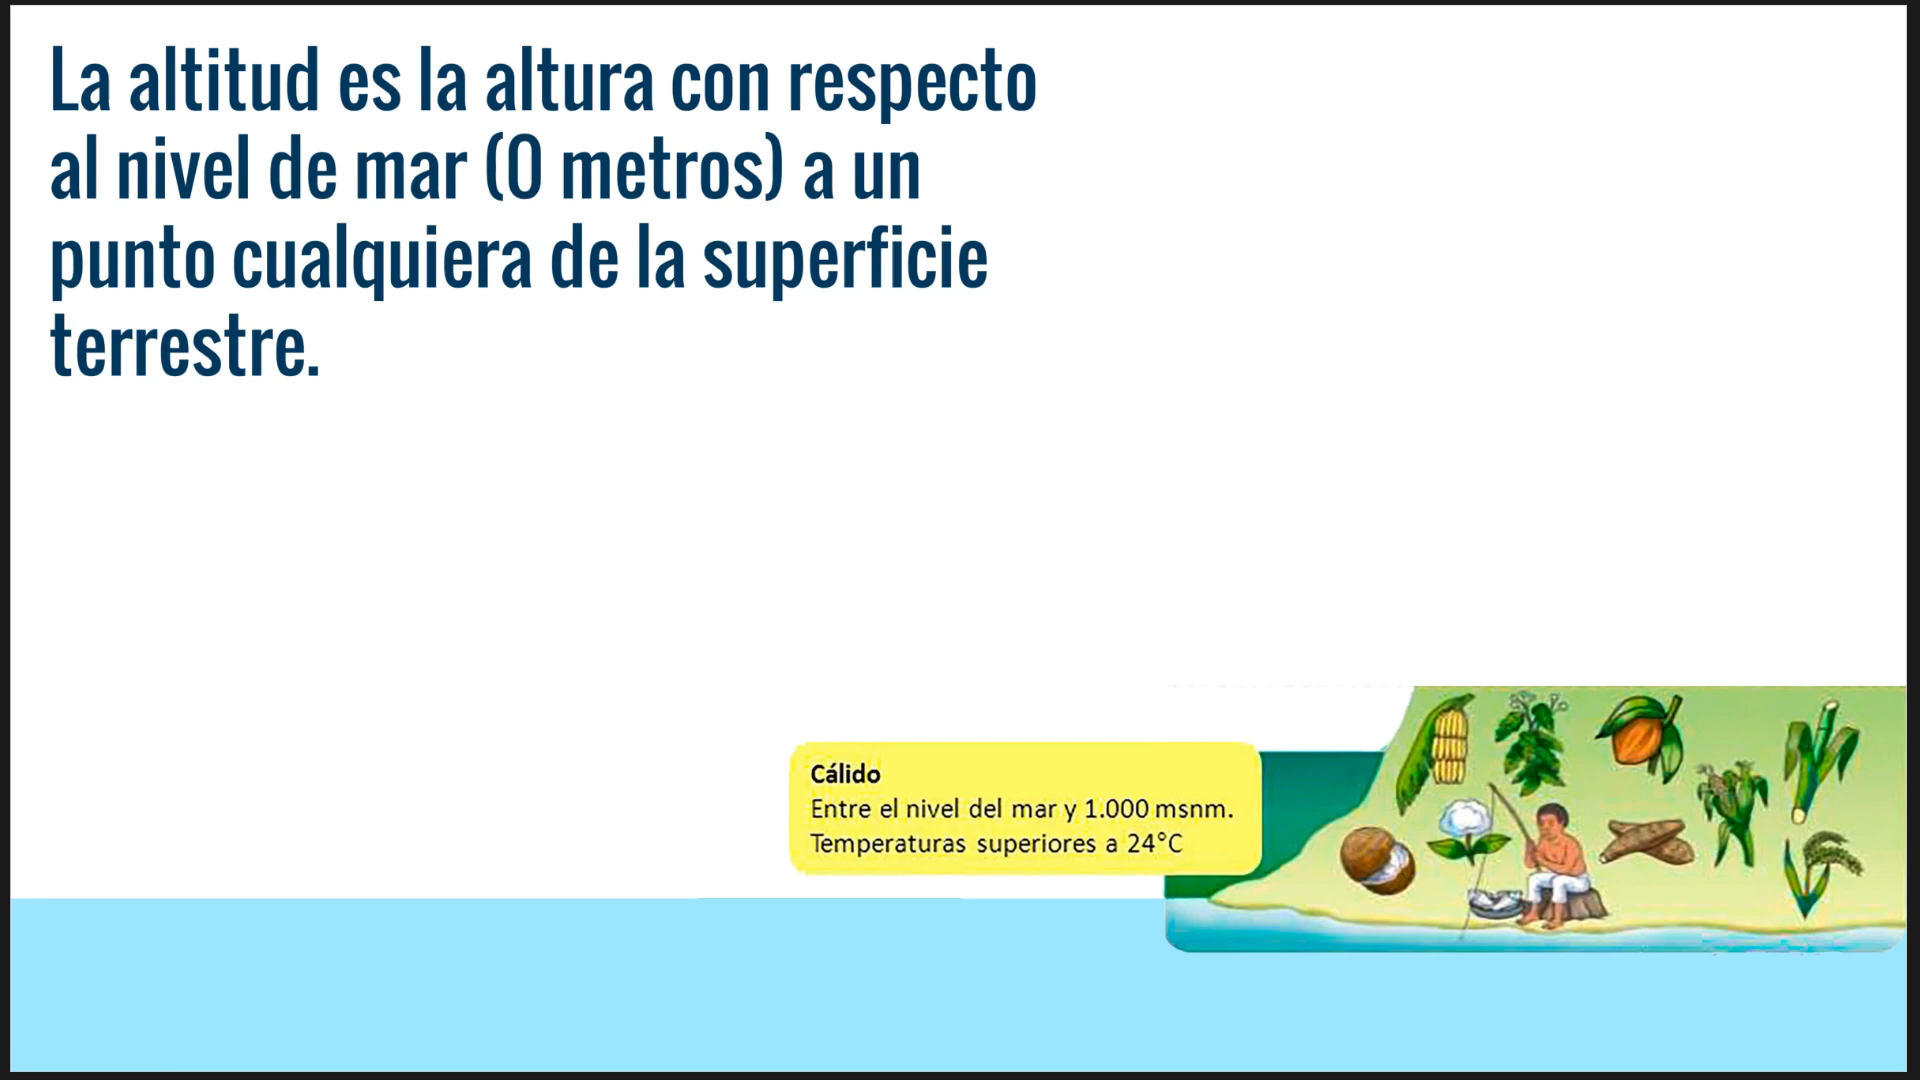 La altitud es la altura con respecto
al nivel de mar (0 metros) a un
punto cualquiera de la superficie
terrestre.
Cálido
Entre el nivel del mar y 1.000 msnm.
Temperaturas superiores a 24°C